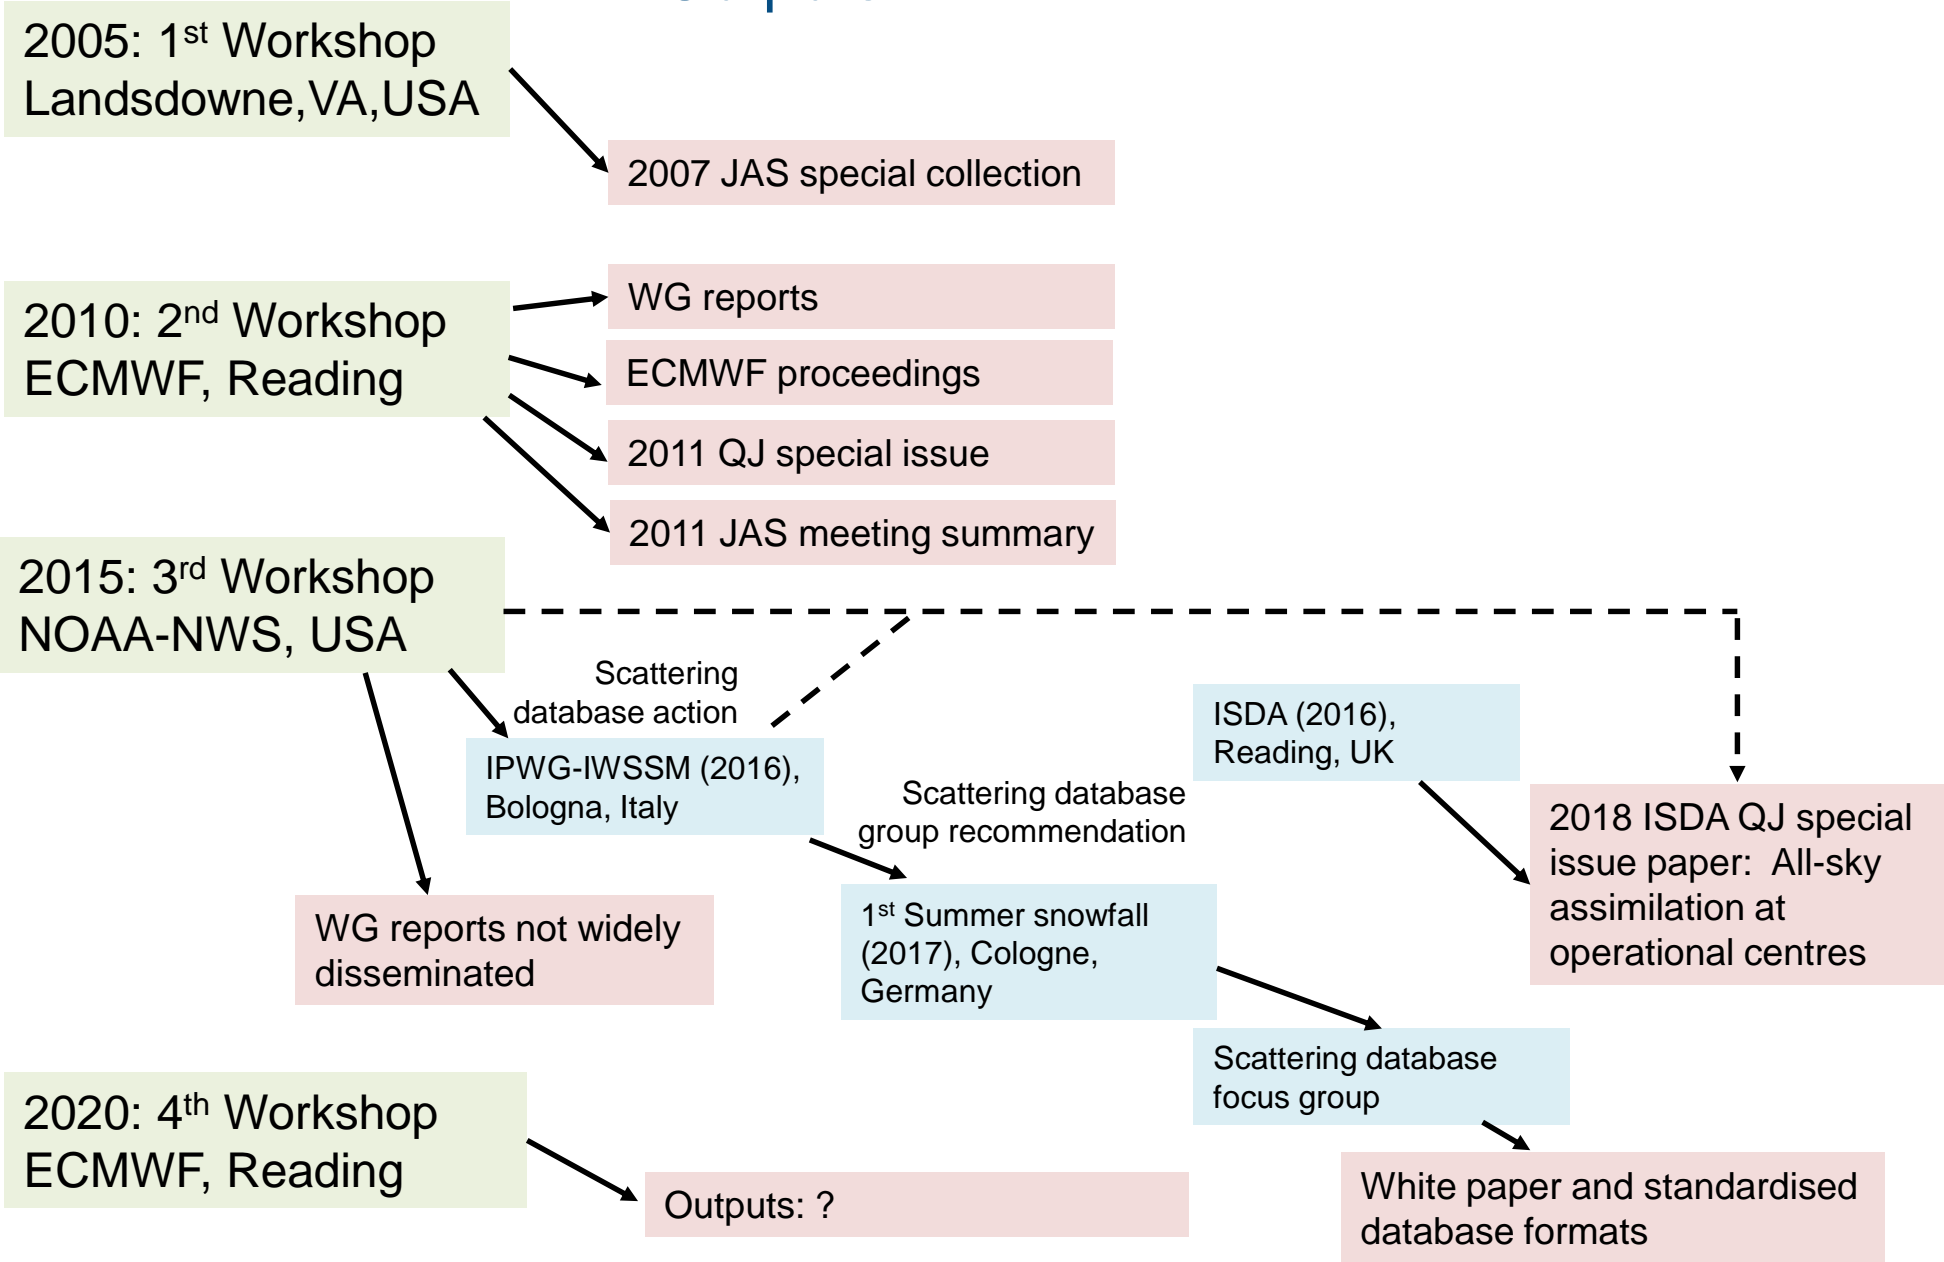 2005: 1st Workshop
Landsdowne,VA,USA
2007 JAS special collection
2010: 2nd Workshop
ECMWF, Reading
WG reports
ECMWF proceedings
2011 QJ special issue
2011 JAS meeting summary
2015: 3rd Workshop
NOAA-NWS, USA
Scattering
database action
IPWG-IWSSM (2016),
Bologna, Italy
ISDA (2016),
Reading, UK
Scattering database
group recommendation
2018 ISDA QJ special
issue paper:  All-sky
assimilation at
operational centres
WG reports not widely
disseminated
1st Summer snowfall
(2017), Cologne,
Germany
Scattering database
focus group
2020: 4th Workshop
ECMWF, Reading
Outputs: ?
White paper and standardised
database formats